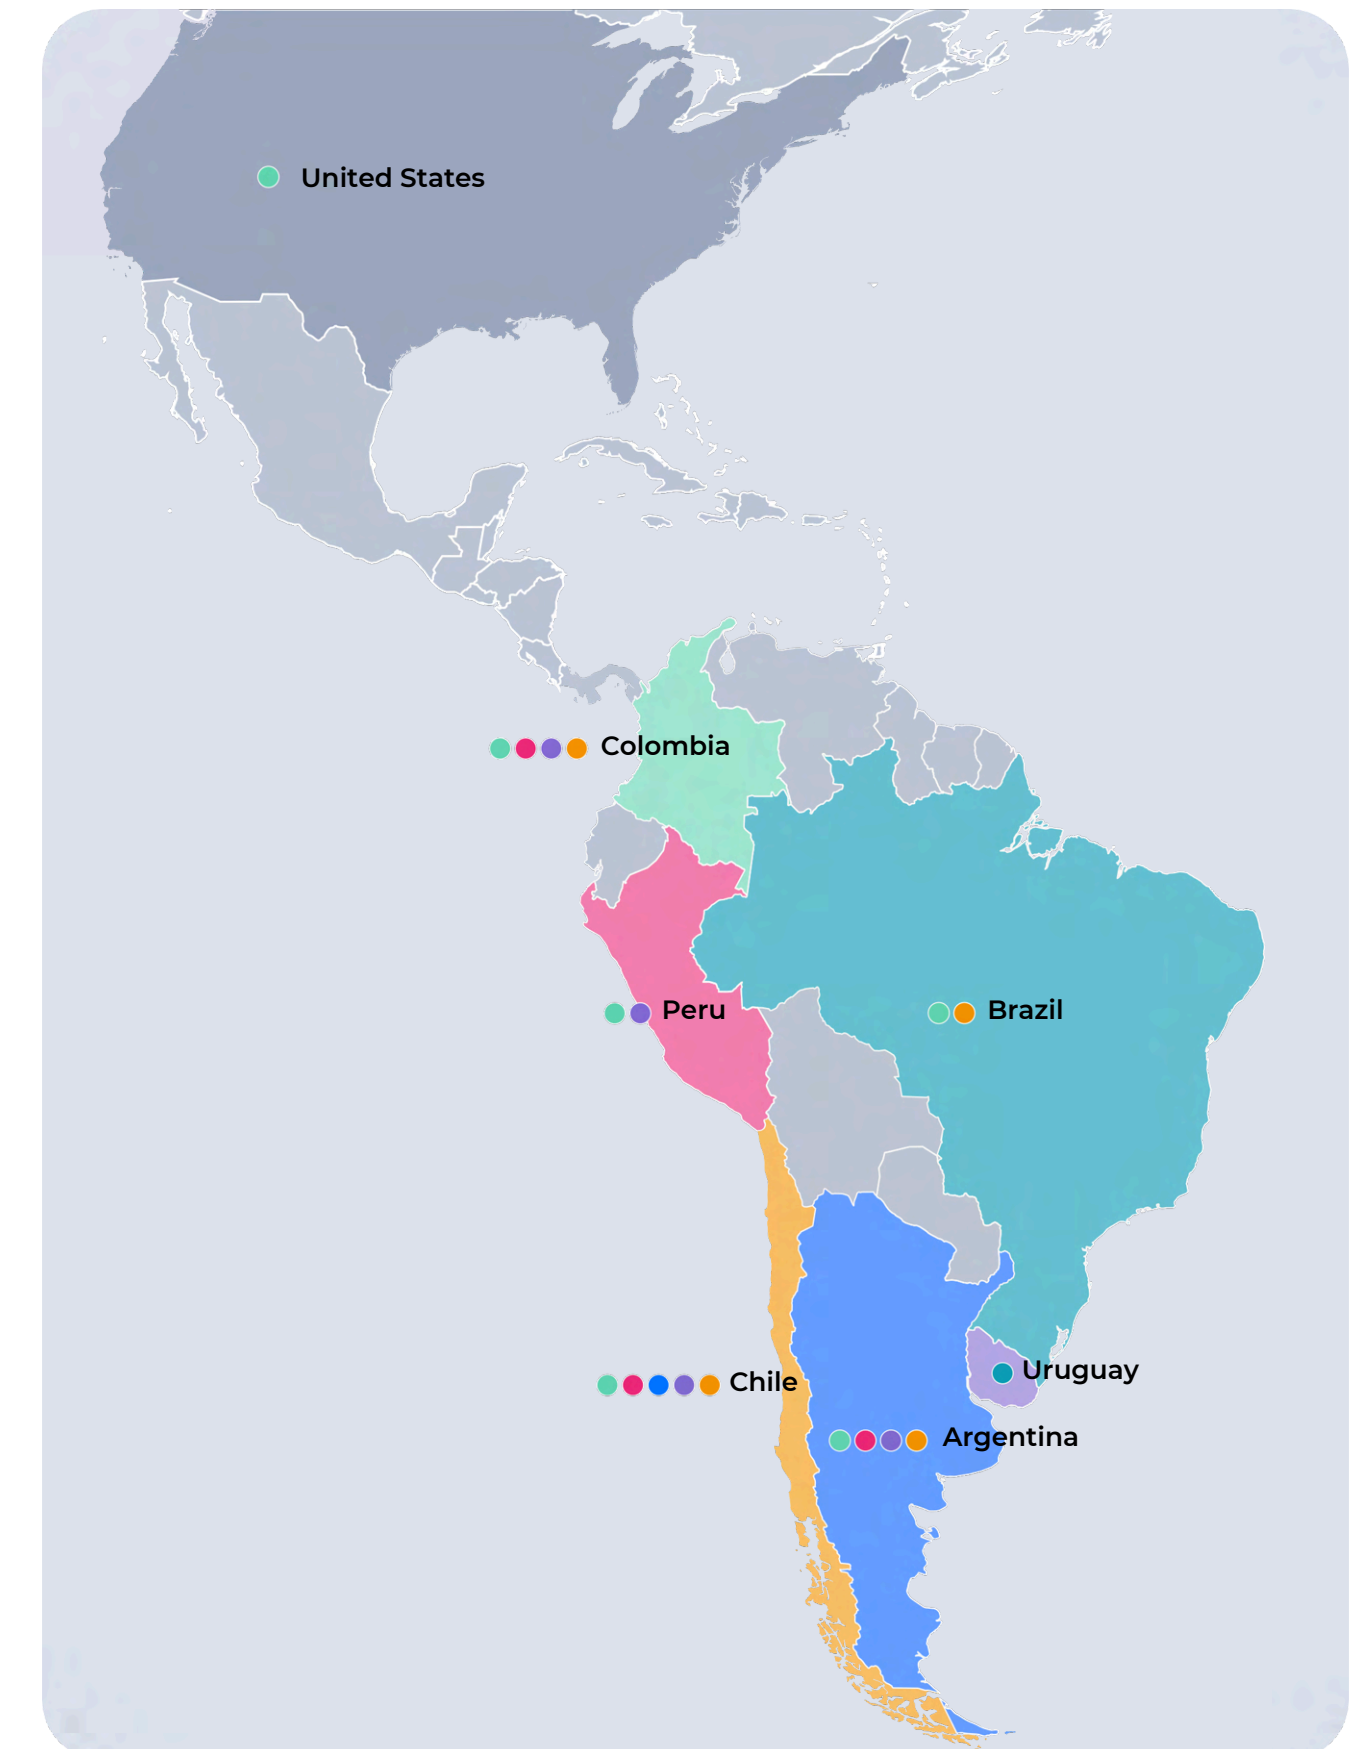 United States
Colombia
Peru
Brazil
Uruguay
Chile
Argentina